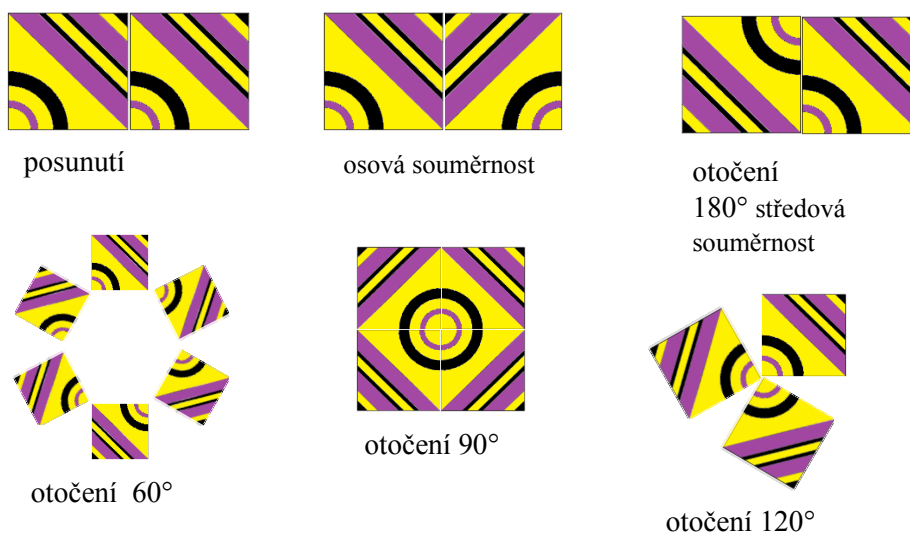 posunutí
osová souměrnost
otočení
180° středová
souměrnost
otočení 60°
otočení 90°
otočení 120°